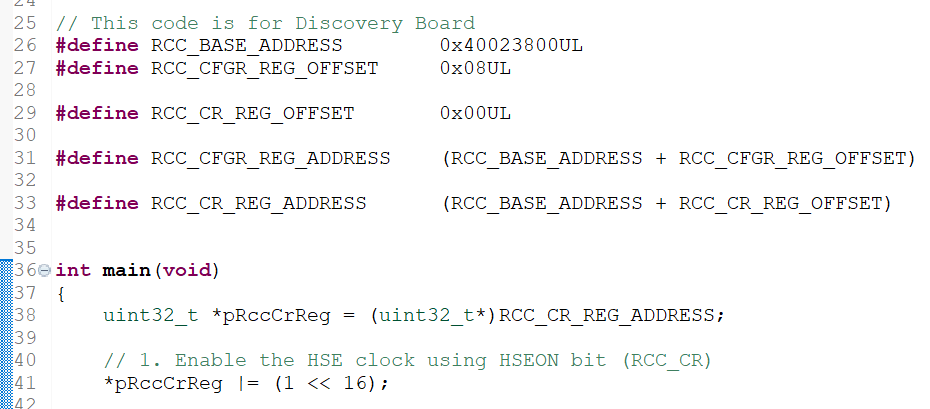 24
25 // This code is for Discovery Board
26 #define RCC_BASE_ADDRESS 0x40023800UL
27 #define RCC_CFGR_REG_OFFSET 0x08UL
28
29 #define RCC_CR_REG_OFFSET 0x00UL
30
31 #define RCC_CFGR_REG_ADDRESS (RCC_BASE_ADDRESS + RCC_CFGR_REG_OFFSET)
32
33 #define RCC_CR_REG_ADDRESS (RCC_BASE_ADDRESS + RCC_CR_REG_OFFSET)
34
35
36 int main(void)
37 {
38 uint32_t *pRccCrReg = (uint32_t*)RCC_CR_REG_ADDRESS;
39
40 // 1. Enable the HSE clock using HSEON bit (RCC_CR)
41 *pRccCrReg |= (1 << 16);
42